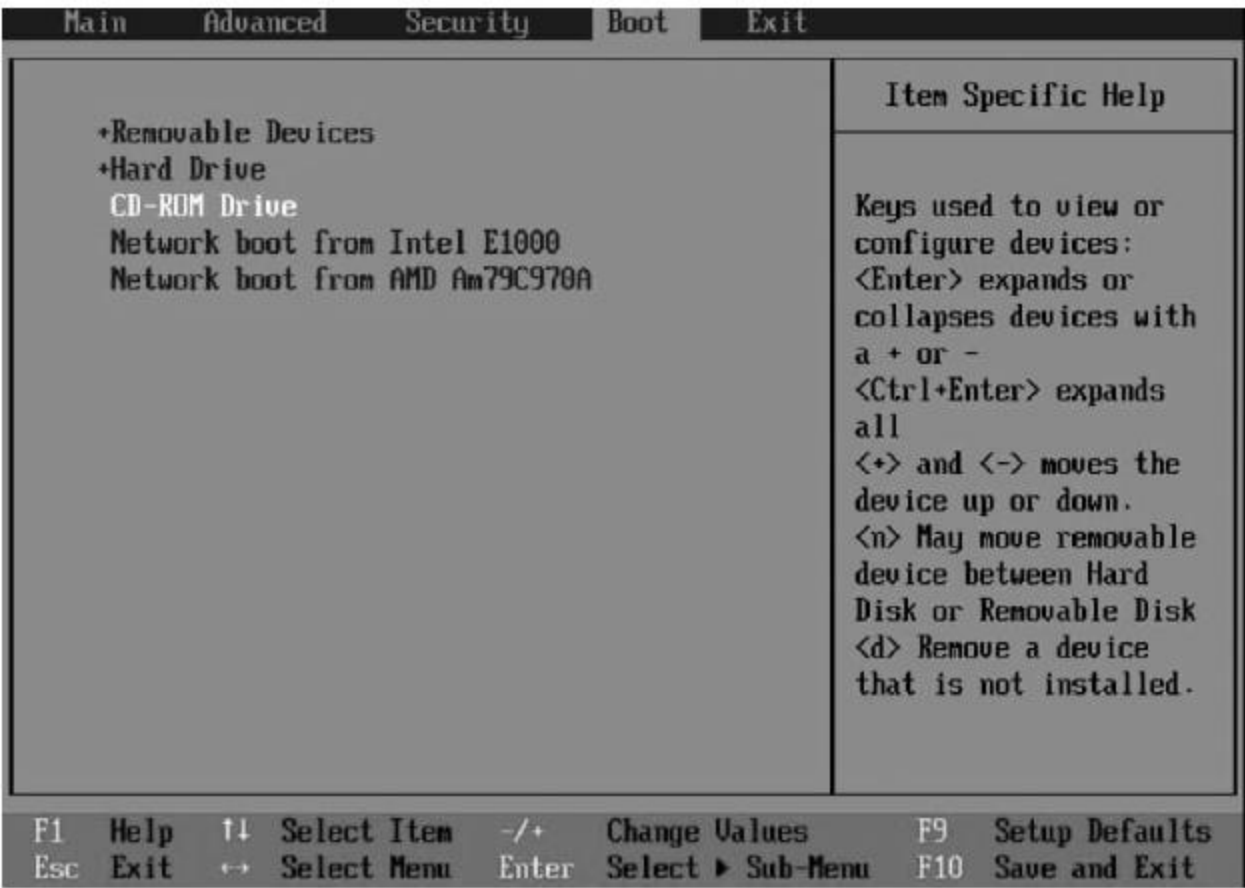 Main Advanced Security Boot Exit
+Removable Devices
+Hard Drive
CD-ROM Drive
Network boot from Intel E1000
Network boot from AMD Am79C970A
Item Specific Help
Keys used to view or
configure devices:
<Enter> expands or
collapses devices with
a + or -
<Ctrl+Enter> expands
all
<+> and <-> moves the
device up or down.
<n> May move removable
device between Hard
Disk or Removable Disk
<d> Remove a device
that is not installed.
F1 Help ↑↓ Select Item -/+ Change Values F9 Setup Defaults
Esc Exit ↔ Select Menu Enter Select ▶ Sub-Menu F10 Save and Exit